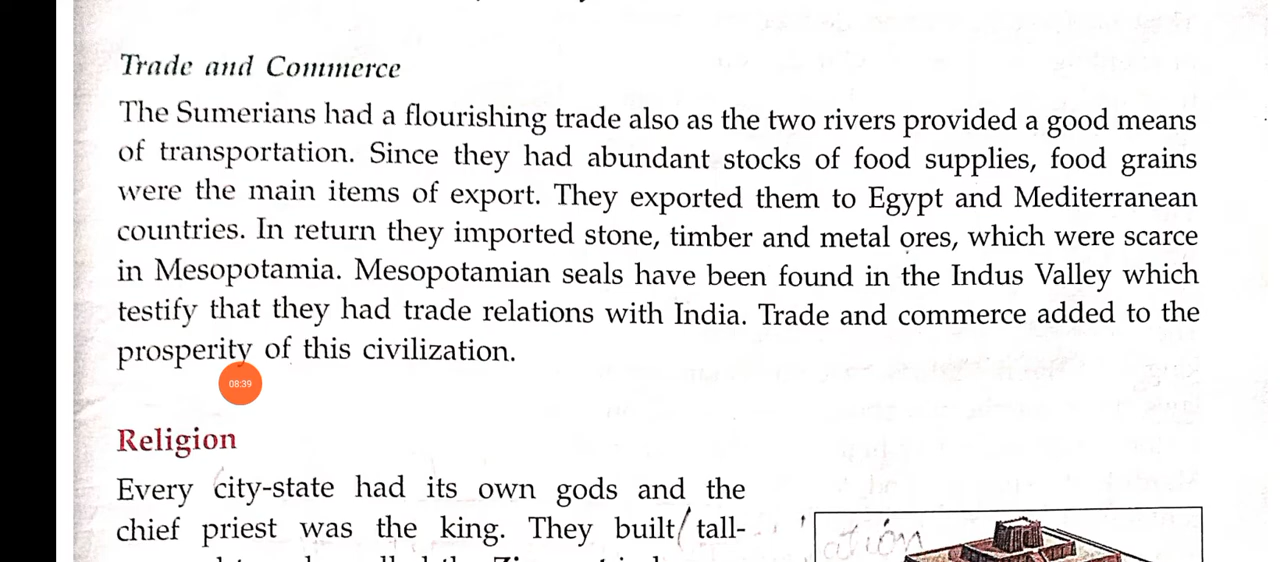 Trade and Commerce
The Sumerians had a flourishing trade also as the two rivers provided a good means
of transportation. Since they had abundant stocks of food supplies, food grains
were the main items of export. They exported them to Egypt and Mediterranean
countries. In return they imported stone, timber and metal ores, which were scarce
in Mesopotamia. Mesopotamian seals have been found in the Indus Valley which
testify that they had trade relations with India. Trade and commerce added to the
prosperity of this civilization.
08:39
Religion
Every city-state had its own gods and the
chief priest was the king. They built tall-